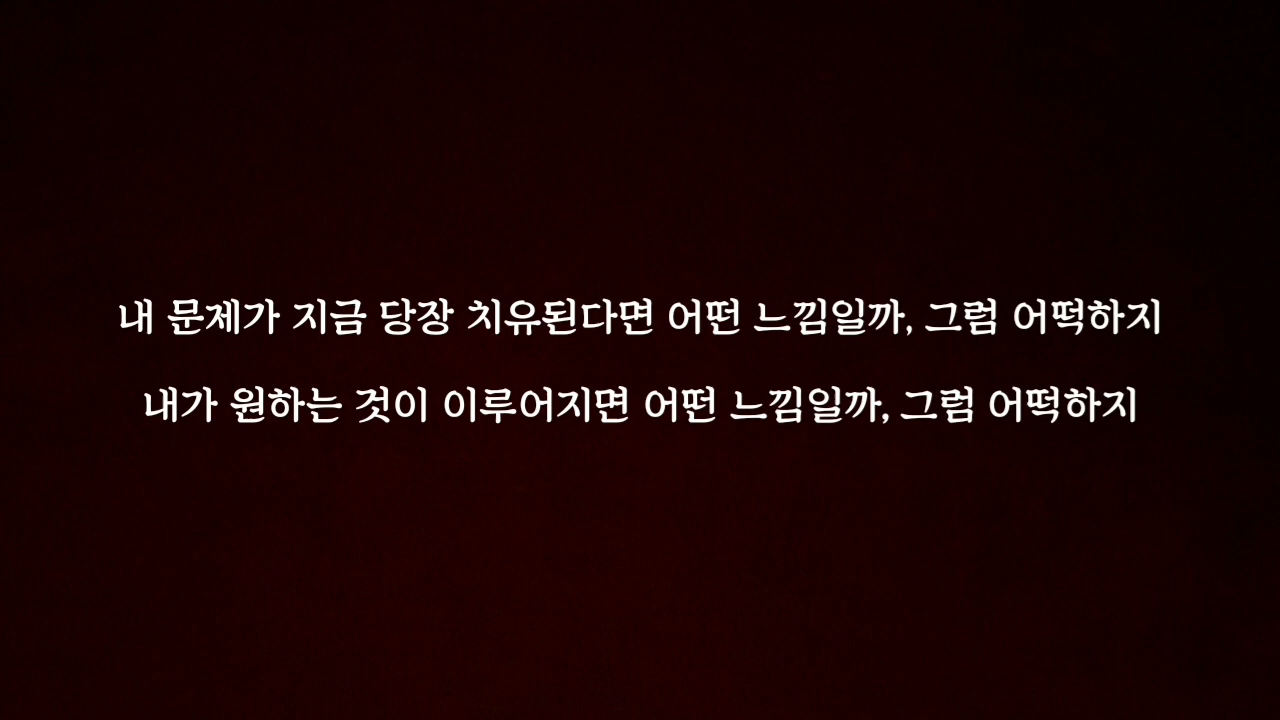 내 문제가 지금 당장 치유된다면 어떤 느낌일까, 그럼 어떡하지
내가 원하는 것이 이루어지면 어떤 느낌일까, 그럼 어떡하지